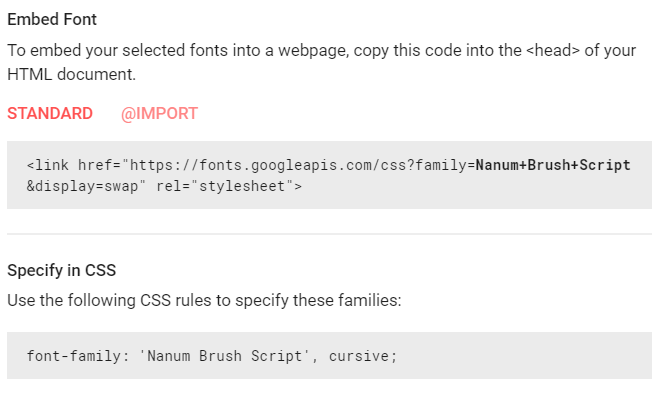 Embed Font
To embed your selected fonts into a webpage, copy this code into the <head> of your
HTML document.
STANDARD @IMPORT
<link href="https://fonts.googleapis.com/css?family=Nanum+Brush+Script
&display=swap" rel="stylesheet">
Specify in CSS
Use the following CSS rules to specify these families:
font-family: 'Nanum Brush Script', cursive;